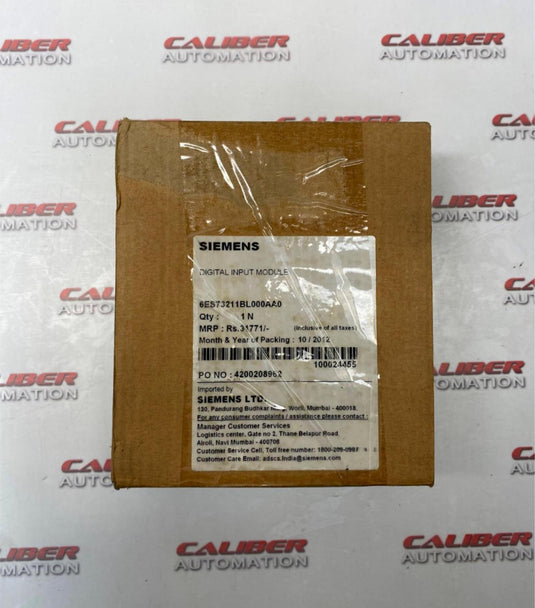 CALIBER
AUTOMATION
CALIBER
AUTOMATION
CALIBER
AUTOMATION
SIEMENS
DIGITAL INPUT MODULE
6ES73211BL000AA0
Qty : 1 N
MRP : Rs.31771/- (Inclusive of all taxes)
Month & Year of Packing : 10 / 2012
100024455
PO NO : 4200208962
Imported by
SIEMENS LTD.
130, Pandurang Budhkar Worli, Mumbai - 400018.
For any consumer complaints / assistance please contact :
Manager Customer Services
Logistics center, Gate no 2, Thane Belapur Road,
Airoli, Navi Mumbai - 400708
Customer Service Cell, Toll free number: 1800-209-0987
Customer Care Email: adscs.india@siemens.com
CALIBER
AUTOMATION
CALIBER
AUTOMATION
CALIBER
AUTOMATION